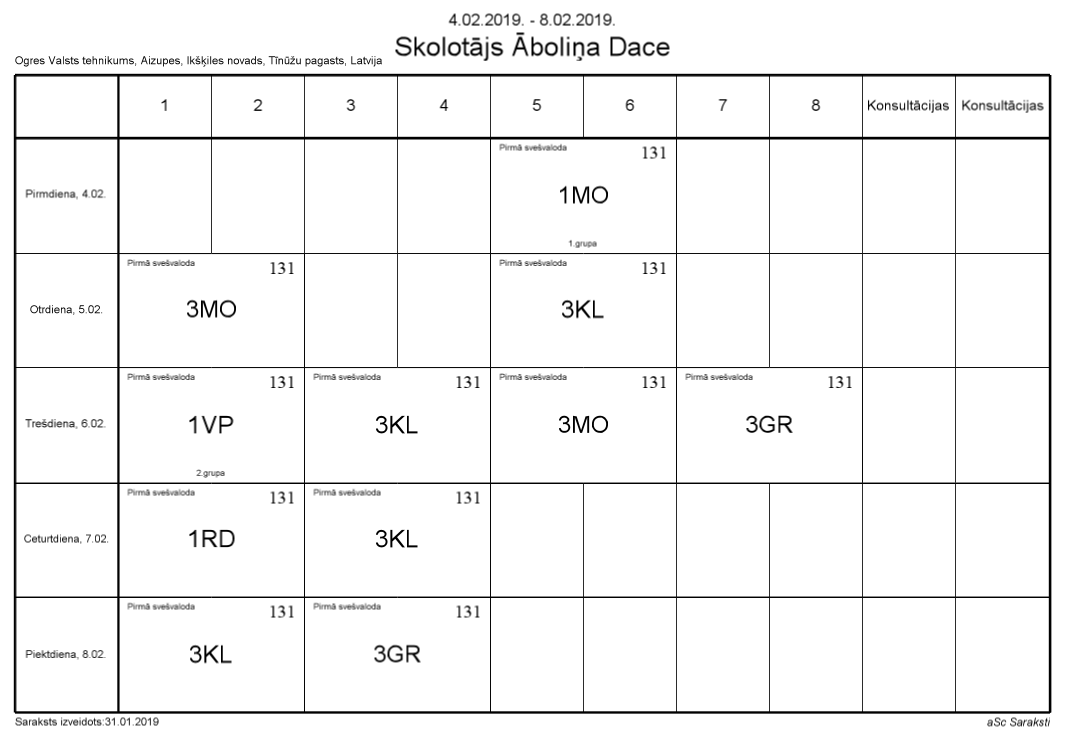 4.02.2019. - 8.02.2019.
Skolotājs Āboliņa Dace
Ogres Valsts tehnikums, Aizupes, Ikšķiles novads, Tīnūžu pagasts, Latvija
1 2 3 4 5 6 7 8 Konsultācijas Konsultācijas
Pirmā svešvaloda 131
Pirmdiena, 4.02. 1MO
1.grupa
Pirmā svešvaloda 131 Pirmā svešvaloda 131
Otrdiena, 5.02. 3MO 3KL
Pirmā svešvaloda 131 Pirmā svešvaloda 131 Pirmā svešvaloda 131 Pirmā svešvaloda 131
Trešdiena, 6.02. 1VP 3KL 3MO 3GR
2.grupa
Pirmā svešvaloda 131 Pirmā svešvaloda 131
Ceturtdiena, 7.02. 1RD 3KL
Pirmā svešvaloda 131 Pirmā svešvaloda 131
Piektdiena, 8.02. 3KL 3GR
Saraksts izveidots:31.01.2019 aSc Saraksti